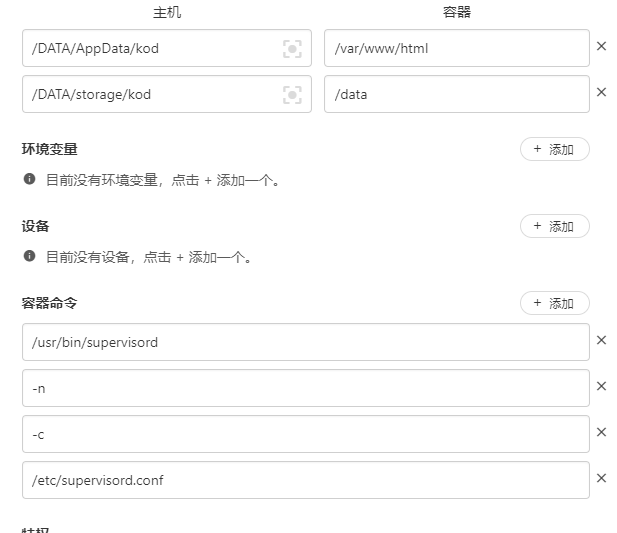 主机 容器
/DATA/AppData/kod /var/www/html
/DATA/storage/kod /data
环境变量 + 添加
目前没有环境变量，点击 + 添加一个。
设备 + 添加
目前没有设备，点击 + 添加一个。
容器命令 + 添加
/usr/bin/supervisord
-n
-c
/etc/supervisord.conf
特权